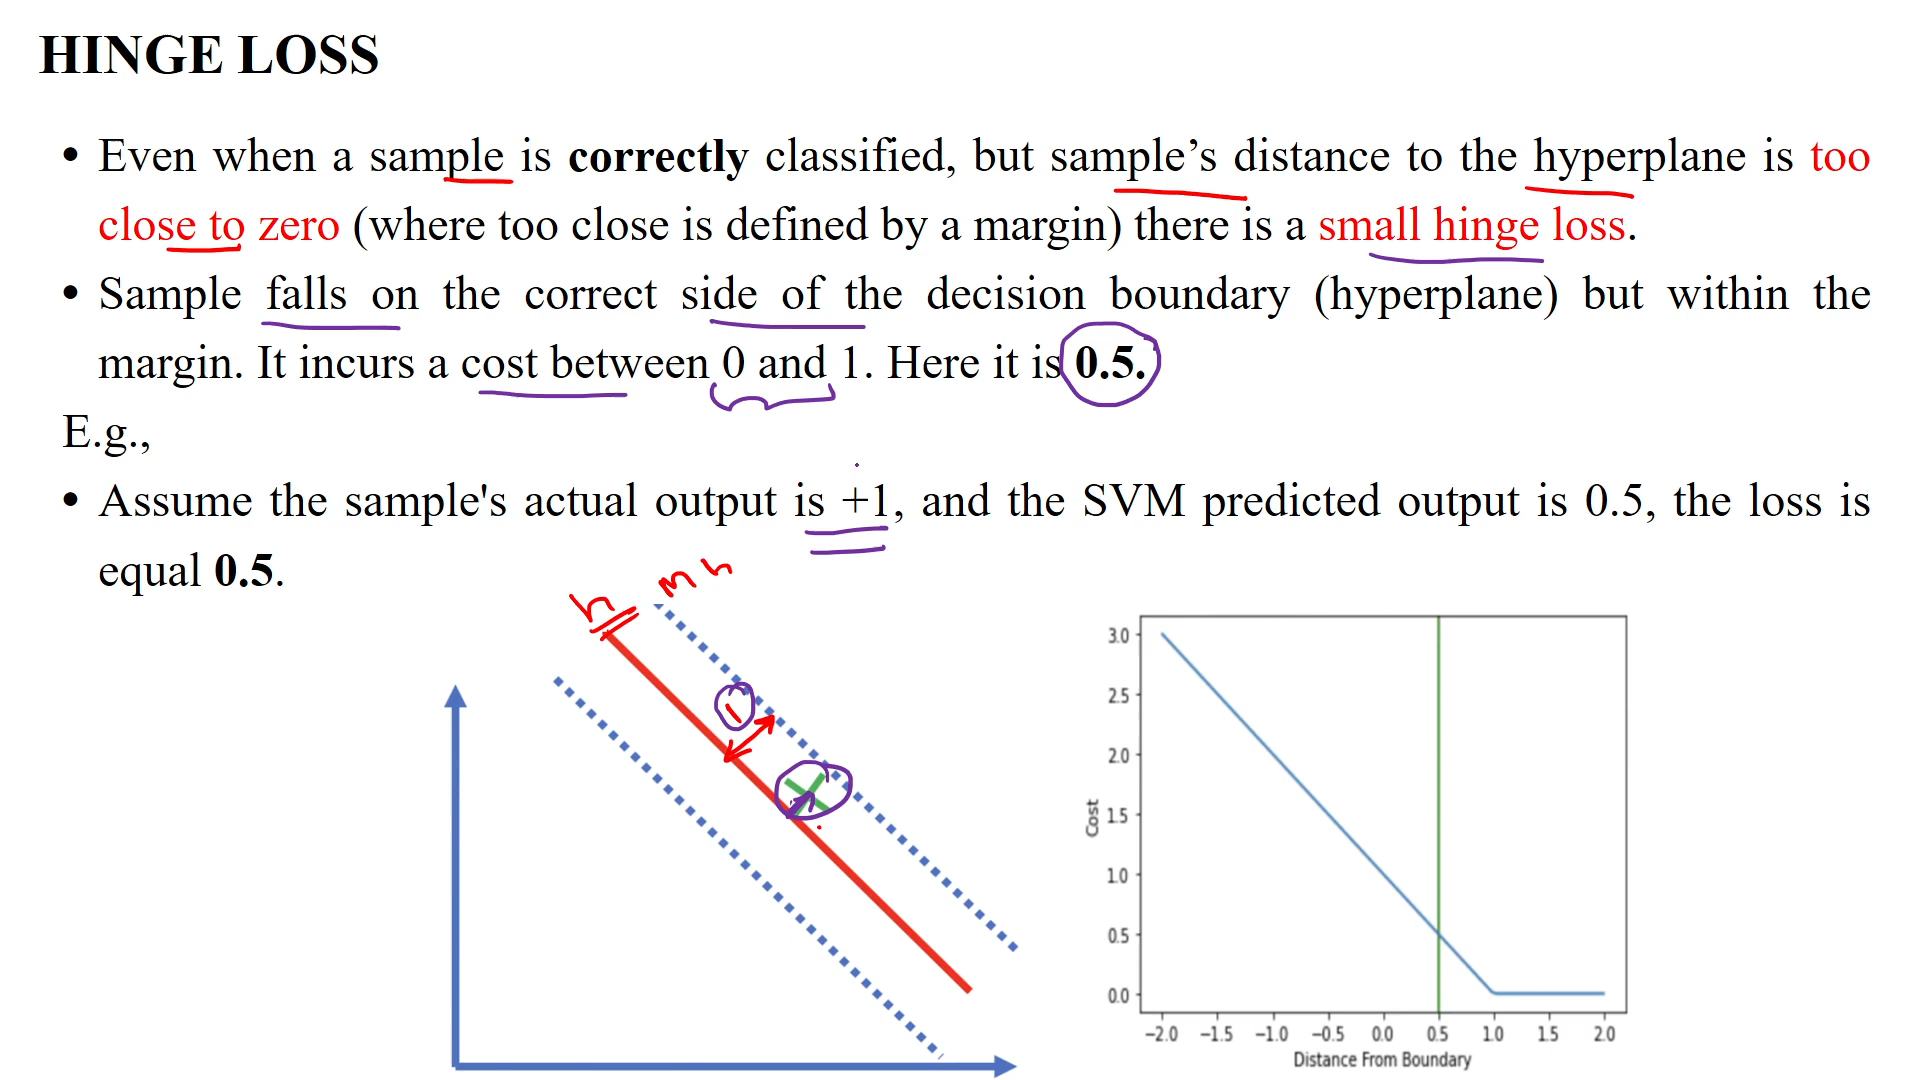 HINGE LOSS
• Even when a sample is correctly classified, but sample’s distance to the hyperplane is too
close to zero (where too close is defined by a margin) there is a small hinge loss.
• Sample falls on the correct side of the decision boundary (hyperplane) but within the
margin. It incurs a cost between 0 and 1. Here it is 0.5.
E.g.,
• Assume the sample's actual output is +1, and the SVM predicted output is 0.5, the loss is
equal 0.5.
h
m h
1
3.0
2.5
2.0
1.5
1.0
0.5
0.0
Cost
−2.0 −1.5 −1.0 −0.5 0.0 0.5 1.0 1.5 2.0
Distance From Boundary